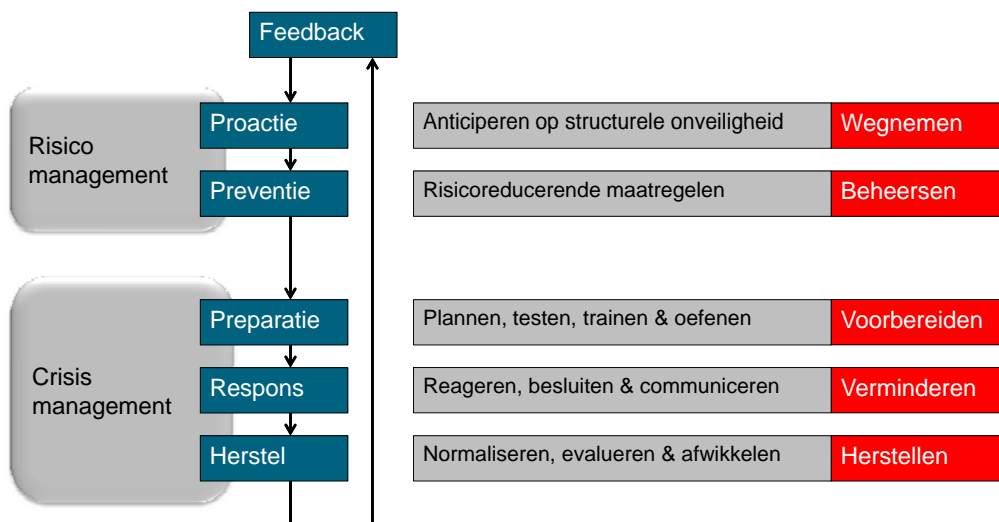 Feedback
Risico
management
Proactie
Anticiperen op structurele onveiligheid
Wegnemen
Preventie
Risicoreducerende maatregelen
Beheersen
Crisis
management
Preparatie
Plannen, testen, trainen & oefenen
Voorbereiden
Respons
Reageren, besluiten & communiceren
Verminderen
Herstel
Normaliseren, evalueren & afwikkelen
Herstellen